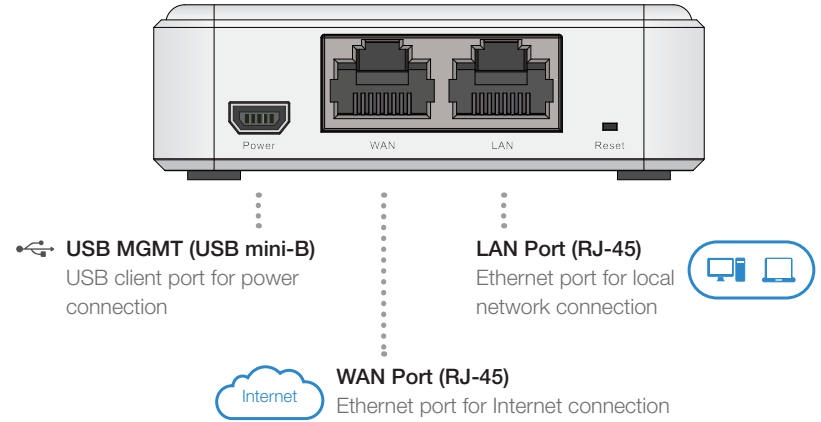 Power WAN LAN Reset
USB MGMT (USB mini-B)
USB client port for power
connection
LAN Port (RJ-45)
Ethernet port for local
network connection
Internet
WAN Port (RJ-45)
Ethernet port for Internet connection